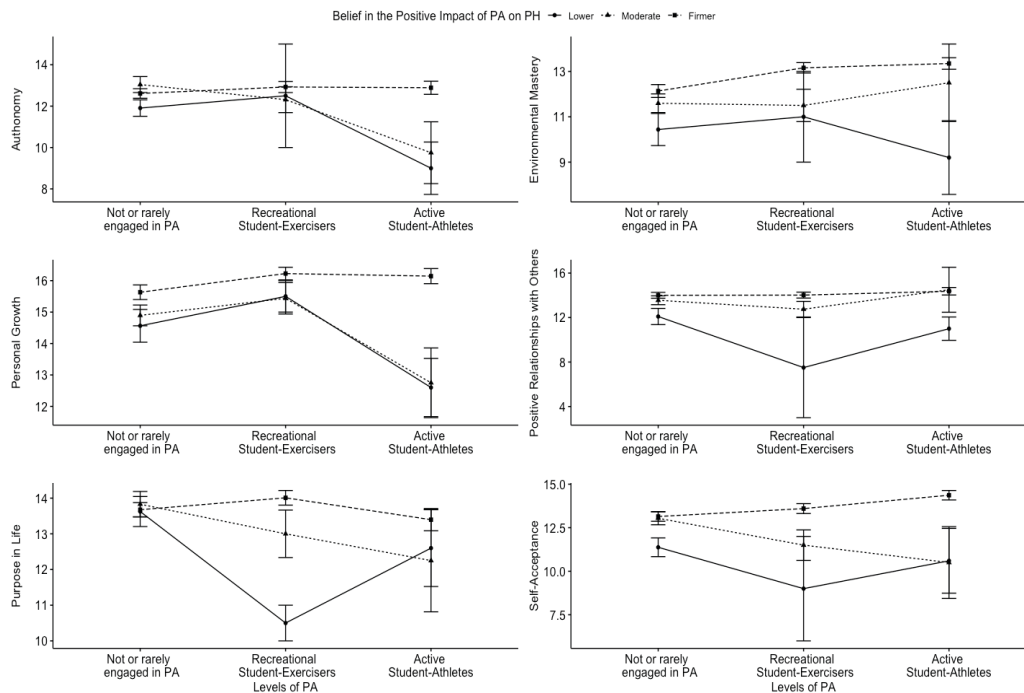 Belief in the Positive Impact of PA on PH Lower Moderate Firmer
Authonomy
14
12
10
8
Not or rarely
engaged in PA
Recreational
Student-Exercisers
Active
Student-Athletes
Environmental Mastery
13
11
9
Not or rarely
engaged in PA
Recreational
Student-Exercisers
Active
Student-Athletes
Personal Growth
16
15
14
13
12
Not or rarely
engaged in PA
Recreational
Student-Exercisers
Active
Student-Athletes
Positive Relationships with Others
16
12
8
4
Not or rarely
engaged in PA
Recreational
Student-Exercisers
Active
Student-Athletes
Purpose in Life
14
13
12
11
10
Not or rarely
engaged in PA
Recreational
Student-Exercisers
Active
Student-Athletes
Levels of PA
Self-Acceptance
15.0
12.5
10.0
7.5
Not or rarely
engaged in PA
Recreational
Student-Exercisers
Active
Student-Athletes
Levels of PA